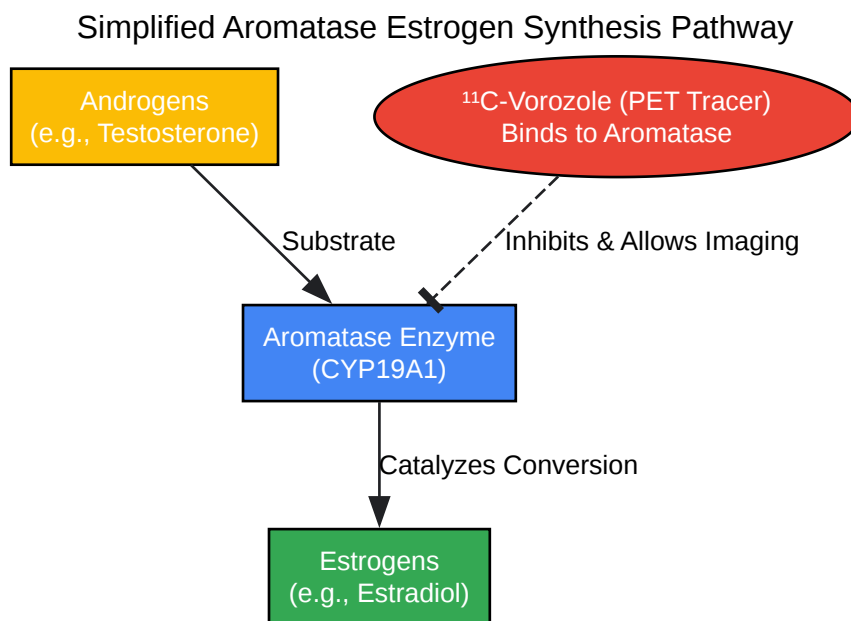 Simplified Aromatase Estrogen Synthesis Pathway
Androgens
(e.g., Testosterone)
¹¹C-Vorozole (PET Tracer)
Binds to Aromatase
Substrate
Inhibits & Allows Imaging
Aromatase Enzyme
(CYP19A1)
Catalyzes Conversion
Estrogens
(e.g., Estradiol)